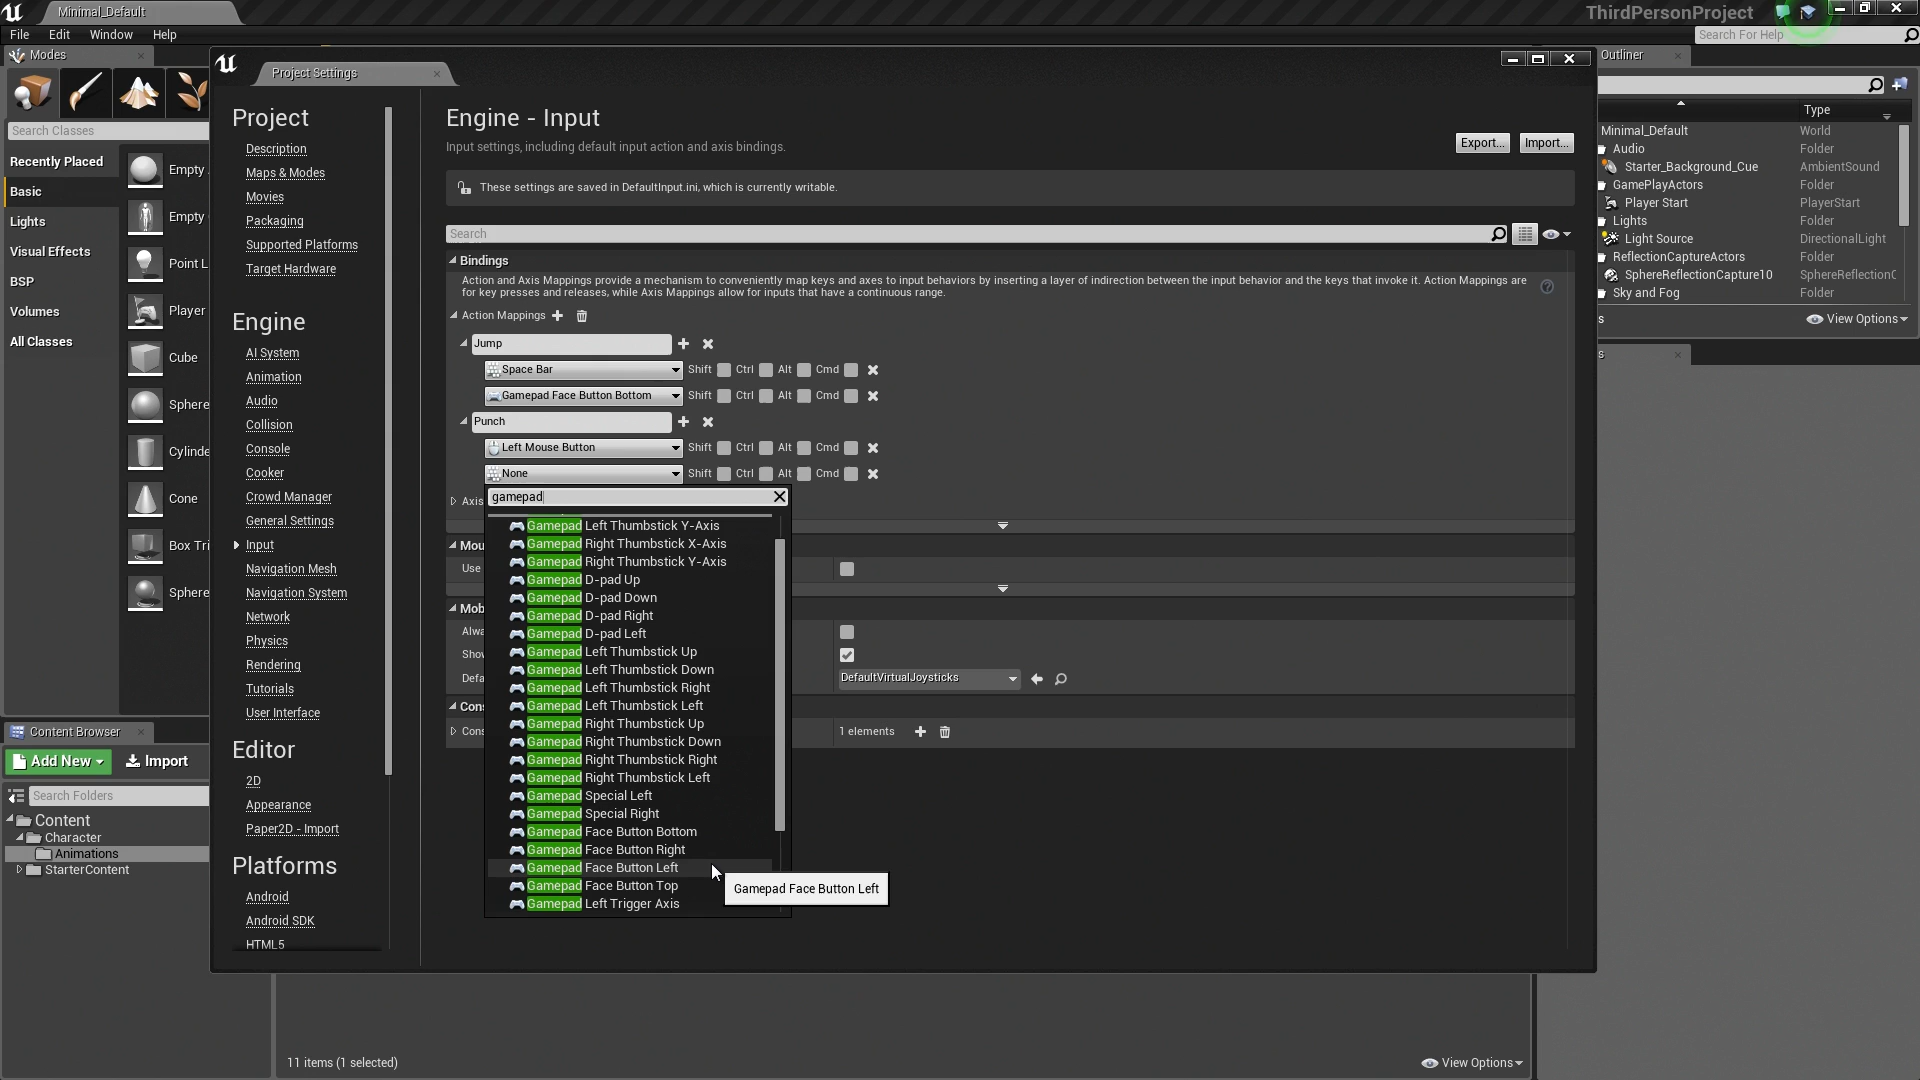 Minimal_Default
ThirdPersonProject
File Edit Window Help
Search For Help
Modes
Search Classes
Recently Placed
Basic
Lights
Visual Effects
BSP
Volumes
All Classes
Empty
Empty
Point L
Player
Cube
Sphere
Cylinde
Cone
Box Tri
Sphere
Project Settings
Project
Description
Maps & Modes
Movies
Packaging
Supported Platforms
Target Hardware
Engine
AI System
Animation
Audio
Collision
Console
Cooker
Crowd Manager
General Settings
Input
Navigation Mesh
Navigation System
Network
Physics
Rendering
Tutorials
User Interface
Editor
2D
Appearance
Paper2D - Import
Platforms
Android
Android SDK
HTML5
Engine - Input
Input settings, including default input action and axis bindings.
Export... Import...
These settings are saved in DefaultInput.ini, which is currently writable.
Search
Bindings
Action and Axis Mappings provide a mechanism to conveniently map keys and axes to input behaviors by inserting a layer of indirection between the input behavior and the keys that invoke it. Action Mappings are
for key presses and releases, while Axis Mappings allow for inputs that have a continuous range.
Action Mappings
Jump
Space Bar Shift Ctrl Alt Cmd
Gamepad Face Button Bottom Shift Ctrl Alt Cmd
Punch
Left Mouse Button Shift Ctrl Alt Cmd
None Shift Ctrl Alt Cmd
gamepad
Axis
Gamepad Left Thumbstick Y-Axis
Gamepad Right Thumbstick X-Axis
Gamepad Right Thumbstick Y-Axis
Gamepad D-pad Up
Gamepad D-pad Down
Gamepad D-pad Right
Gamepad D-pad Left
Gamepad Left Thumbstick Up
Gamepad Left Thumbstick Down
Gamepad Left Thumbstick Right
Gamepad Left Thumbstick Left
Gamepad Right Thumbstick Up
Gamepad Right Thumbstick Down
Gamepad Right Thumbstick Right
Gamepad Right Thumbstick Left
Gamepad Special Left
Gamepad Special Right
Gamepad Face Button Bottom
Gamepad Face Button Right
Gamepad Face Button Left
Gamepad Face Button Top
Gamepad Left Trigger Axis
Gamepad Face Button Left
Mou
Use
Mob
Alwa
Show
Defa
DefaultVirtualJoysticks
Cons
Cons
1 elements
Outliner
Type
Minimal_Default World
Audio Folder
Starter_Background_Cue AmbientSound
GamePlayActors Folder
Player Start PlayerStart
Lights Folder
Light Source DirectionalLight
ReflectionCaptureActors Folder
SphereReflectionCapture10 SphereReflectionC
Sky and Fog Folder
s
View Options
s
Content Browser
Add New Import
Search Folders
Content
Character
Animations
StarterContent
11 items (1 selected)
View Options